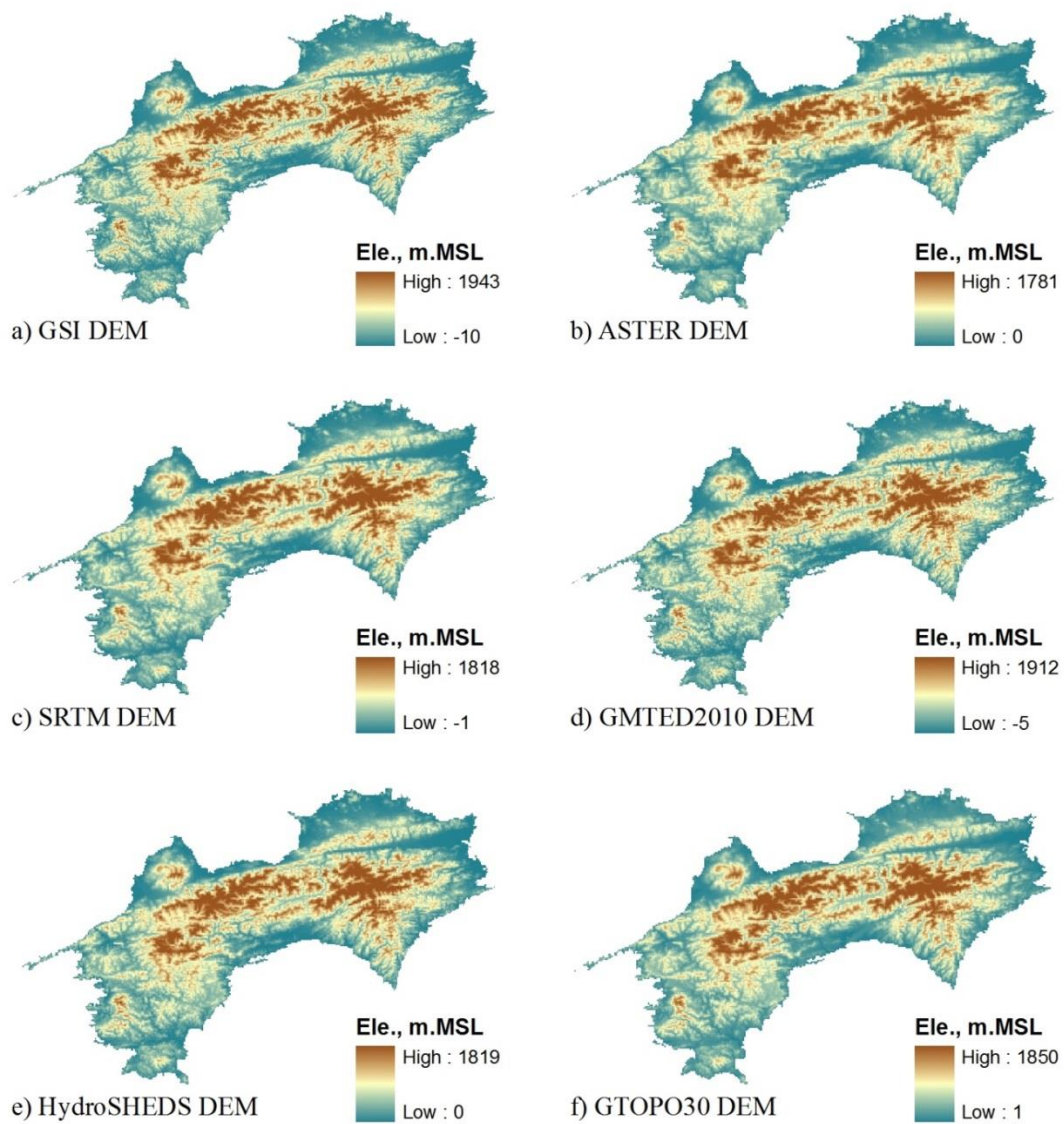 Ele., m.MSL
High : 1943
Low : -10
a) GSI DEM
Ele., m.MSL
High : 1781
Low : 0
b) ASTER DEM
Ele., m.MSL
High : 1818
Low : -1
c) SRTM DEM
Ele., m.MSL
High : 1912
Low : -5
d) GMTED2010 DEM
Ele., m.MSL
High : 1819
Low : 0
e) HydroSHEDS DEM
Ele., m.MSL
High : 1850
Low : 1
f) GTOPO30 DEM